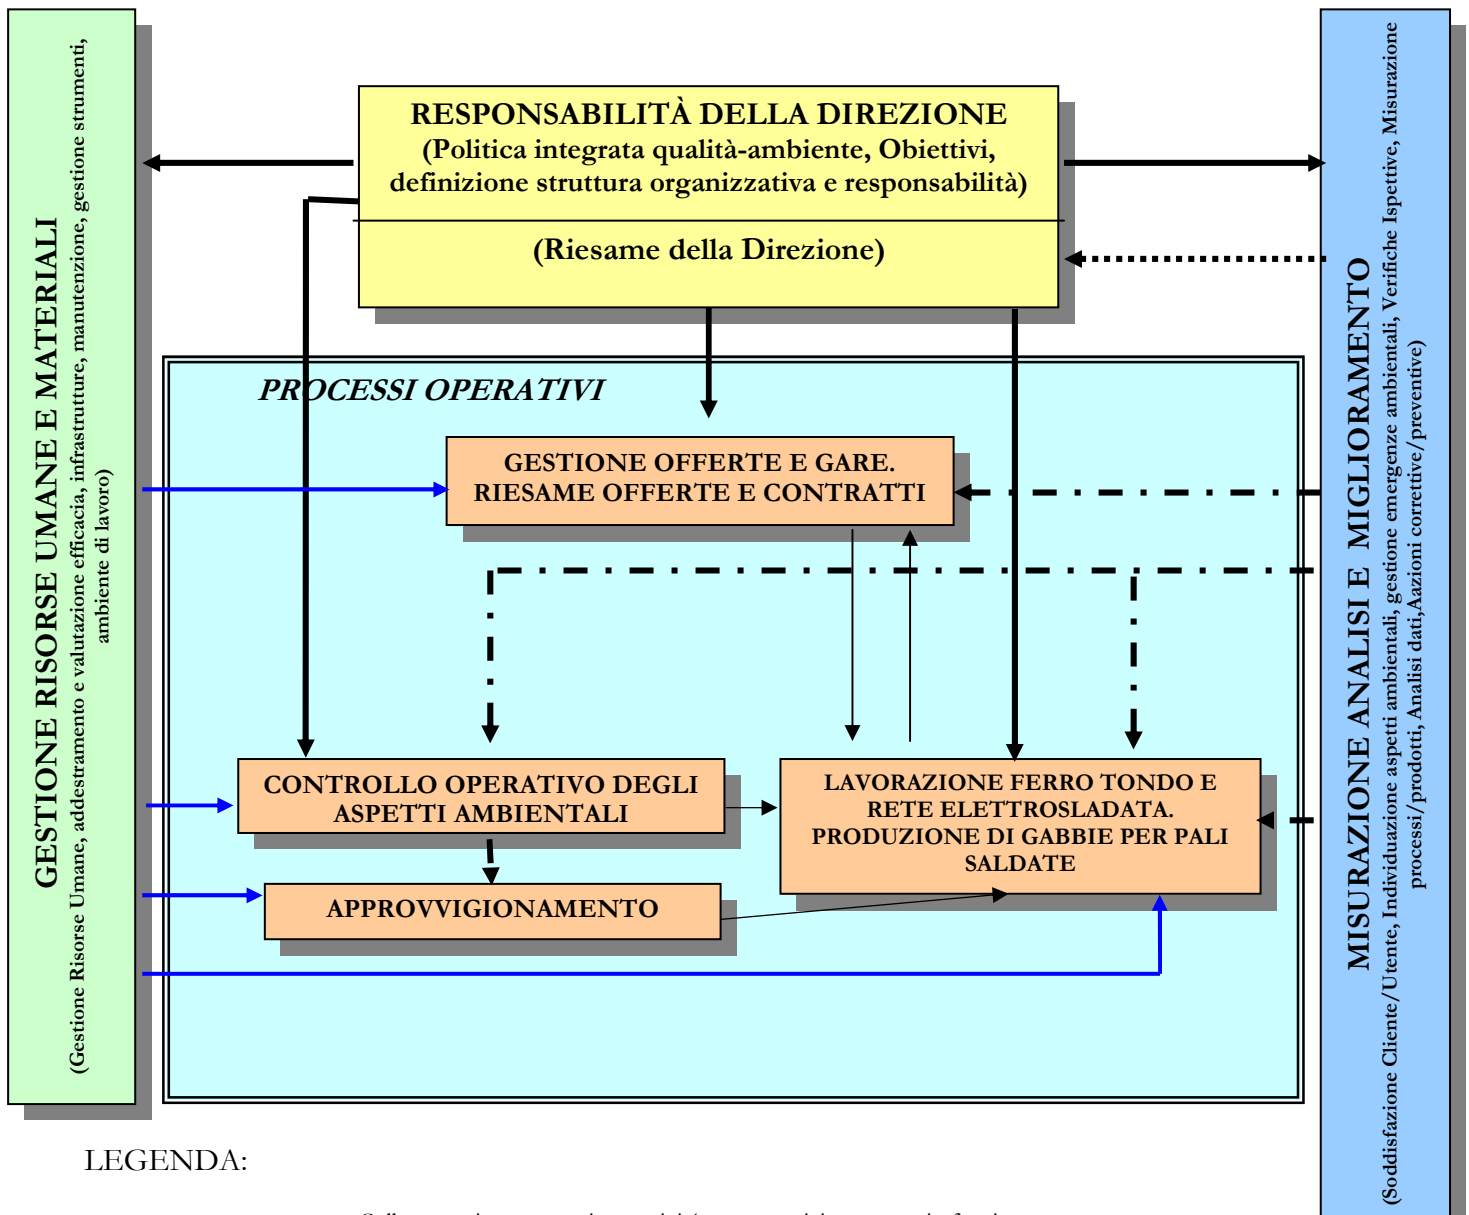 GESTIONE RISORSE UMANE E MATERIALI
(Gestione Risorse Umane, addestramento e valutazione efficacia, infrastrutture, manutenzione, gestione strumenti,
ambiente di lavoro)
RESPONSABILITÀ DELLA DIREZIONE
(Politica integrata qualità-ambiente, Obiettivi,
definizione struttura organizzativa e responsabilità)
(Riesame della Direzione)
PROCESSI OPERATIVI
GESTIONE OFFERTE E GARE.
RIESAME OFFERTE E CONTRATTI
CONTROLLO OPERATIVO DEGLI
ASPETTI AMBIENTALI
LAVORAZIONE FERRO TONDO E
RETE ELETTROSLADATA.
PRODUZIONE DI GABBIE PER PALI
SALDATE
APPROVVIGIONAMENTO
MISURAZIONE ANALISI E MIGLIORAMENTO
(Soddisfazione Cliente/Utente, Individuazione aspetti ambientali, gestione emergenze ambientali, Verifiche Ispettive, Misurazione
processi/prodotti, Analisi dati,Aazioni correttive/preventive)
LEGENDA: